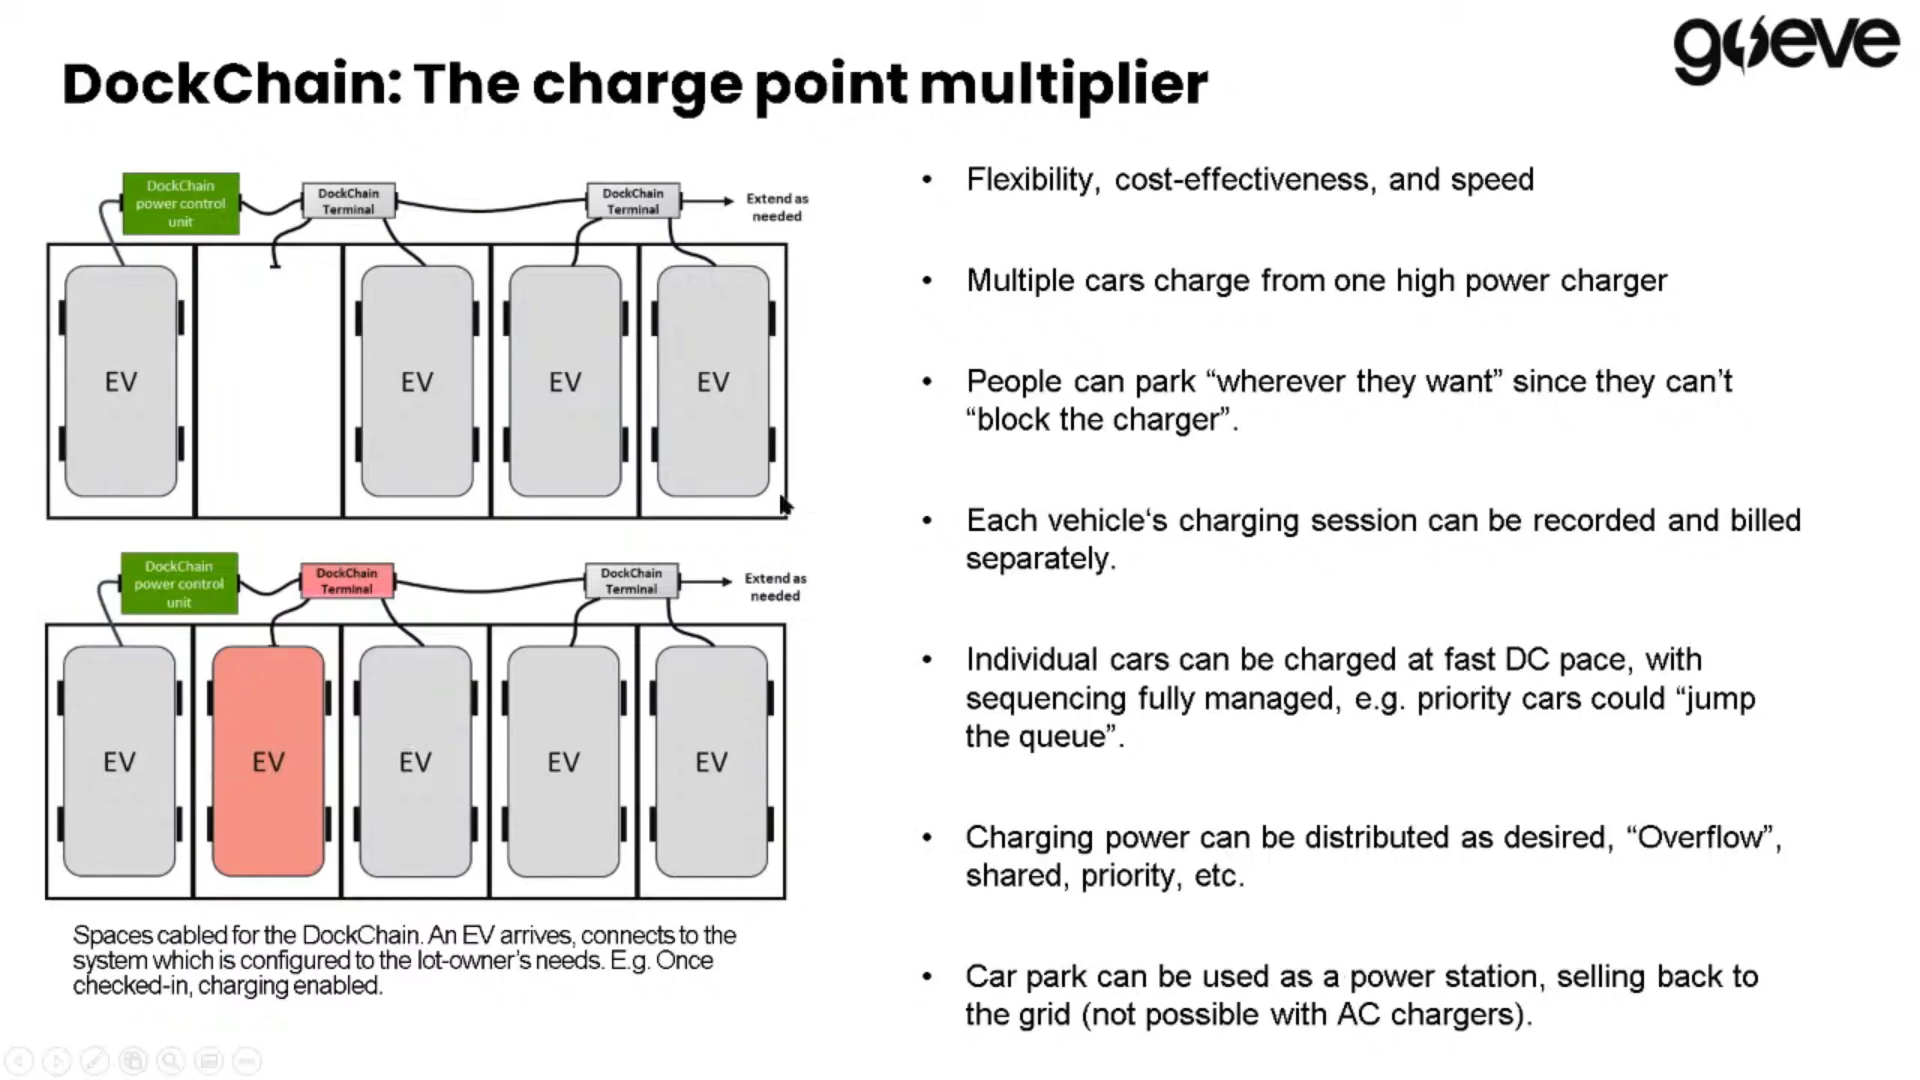 go eve
DockChain: The charge point multiplier
DockChain
power control
unit
DockChain
Terminal
DockChain
Terminal
Extend as
needed
EV
EV
EV
EV
DockChain
power control
unit
DockChain
Terminal
DockChain
Terminal
Extend as
needed
EV
EV
EV
EV
EV
Spaces cabled for the DockChain. An EV arrives, connects to the
system which is configured to the lot-owner's needs. E.g. Once
checked-in, charging enabled.
• Flexibility, cost-effectiveness, and speed
• Multiple cars charge from one high power charger
• People can park “wherever they want” since they can’t
“block the charger”.
• Each vehicle‘s charging session can be recorded and billed
separately.
• Individual cars can be charged at fast DC pace, with
sequencing fully managed, e.g. priority cars could “jump
the queue”.
• Charging power can be distributed as desired, “Overflow”,
shared, priority, etc.
• Car park can be used as a power station, selling back to
the grid (not possible with AC chargers).